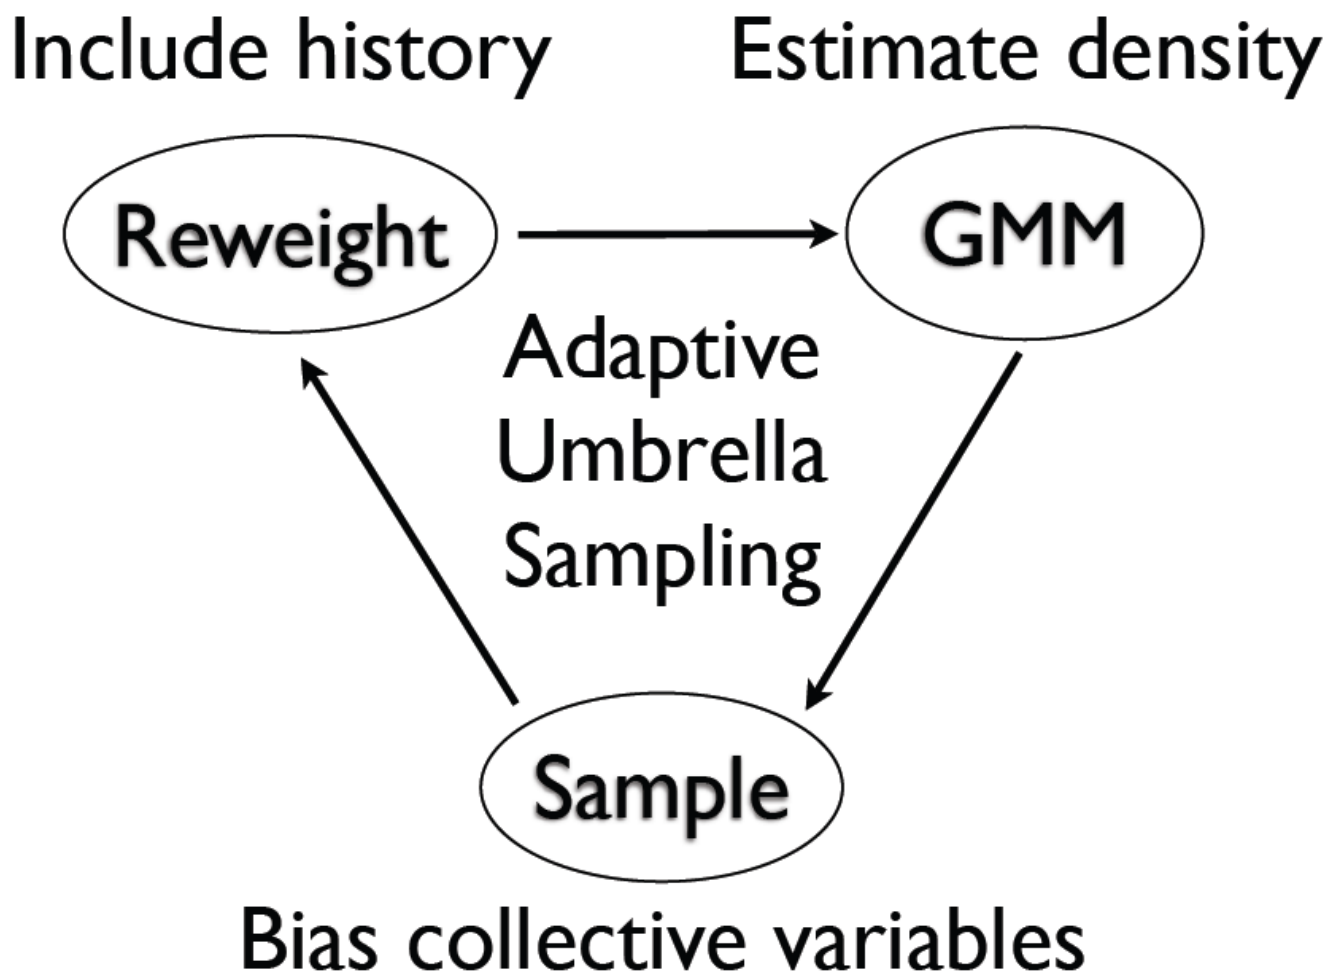 Include history
Estimate density
Reweight
GMM
Adaptive
Umbrella
Sampling
Sample
Bias collective variables